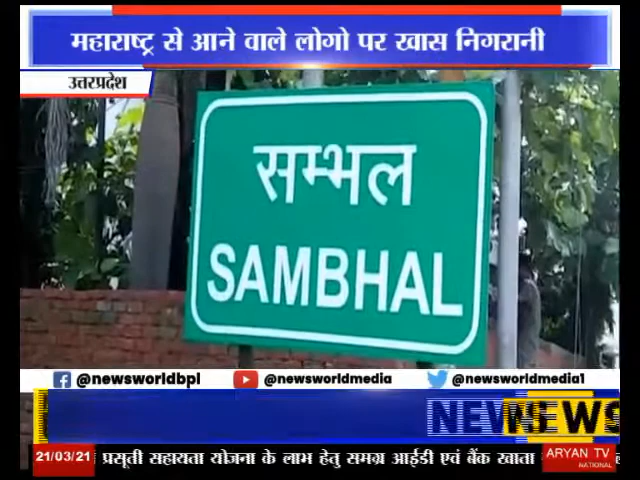 महाराष्ट्र से आने वाले लोगो पर खास निगरानी
उत्तरप्रदेश
सम्भल
SAMBHAL
@newsworldbpl @newsworldmedia @newsworldmedia1
NEWS
21/03/21 प्रसूती सहायता योजना के लाभ हेतु समग्र आईडी एवं बैंक खाता ARYAN TV
NATIONAL